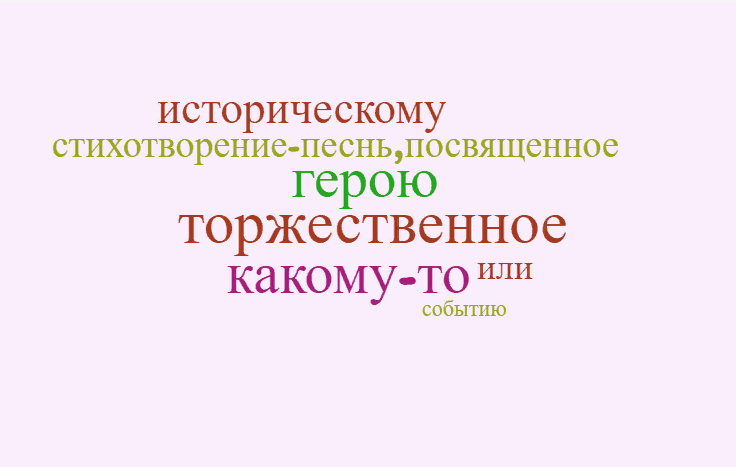 историческому
стихотворение-песнь,посвященное
герою
торжественное
какому-то или
событию